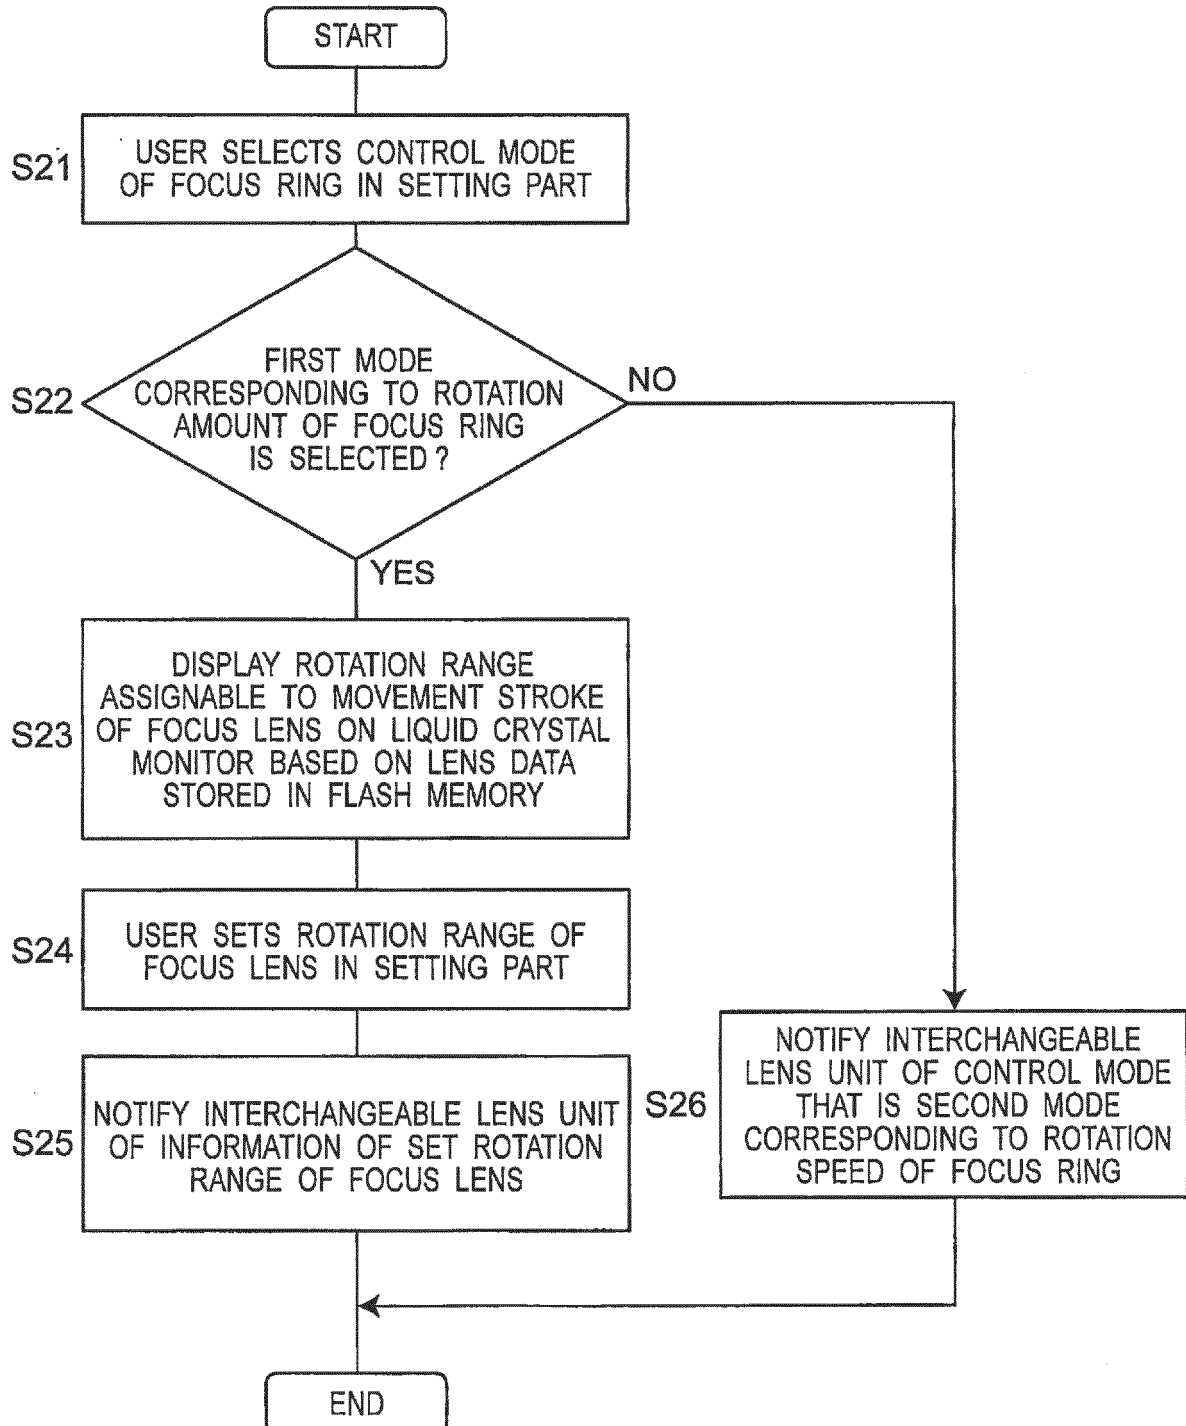 START
S21
USER SELECTS CONTROL MODE
OF FOCUS RING IN SETTING PART
S22
FIRST MODE
CORRESPONDING TO ROTATION
AMOUNT OF FOCUS RING
IS SELECTED ?
NO
YES
S23
DISPLAY ROTATION RANGE
ASSIGNABLE TO MOVEMENT STROKE
OF FOCUS LENS ON LIQUID CRYSTAL
MONITOR BASED ON LENS DATA
STORED IN FLASH MEMORY
S24
USER SETS ROTATION RANGE OF
FOCUS LENS IN SETTING PART
S25
NOTIFY INTERCHANGEABLE LENS UNIT
OF INFORMATION OF SET ROTATION
RANGE OF FOCUS LENS
S26
NOTIFY INTERCHANGEABLE
LENS UNIT OF CONTROL MODE
THAT IS SECOND MODE
CORRESPONDING TO ROTATION
SPEED OF FOCUS RING
END